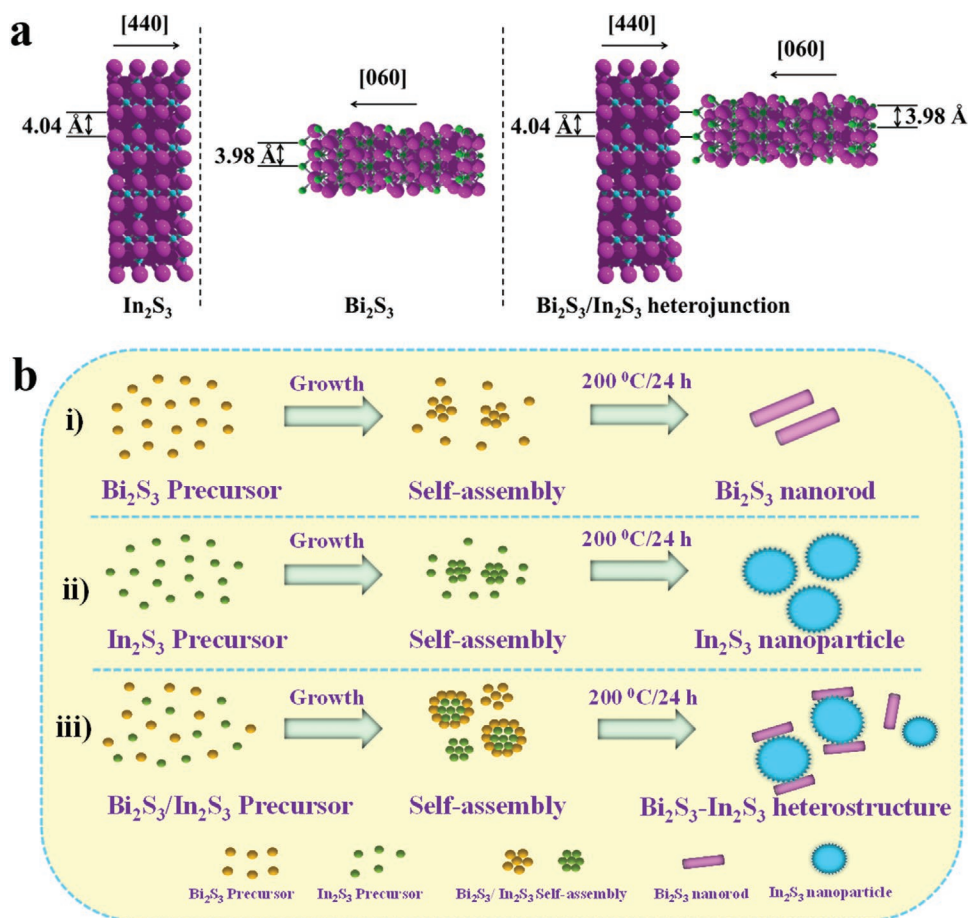 a
[440]
[060]
[440]
[060]
4.04 Å
3.98 Å
4.04 Å
3.98 Å
In₂S₃
Bi₂S₃
Bi₂S₃/In₂S₃ heterojunction
b
i)
Growth
200 ⁰C/24 h
Bi₂S₃ Precursor
Self-assembly
Bi₂S₃ nanorod
ii)
Growth
200 ⁰C/24 h
In₂S₃ Precursor
Self-assembly
In₂S₃ nanoparticle
iii)
Growth
200 ⁰C/24 h
Bi₂S₃/In₂S₃ Precursor
Self-assembly
Bi₂S₃-In₂S₃ heterostructure
Bi₂S₃ Precursor
In₂S₃ Precursor
Bi₂S₃/ In₂S₃ Self-assembly
Bi₂S₃ nanorod
In₂S₃ nanoparticle